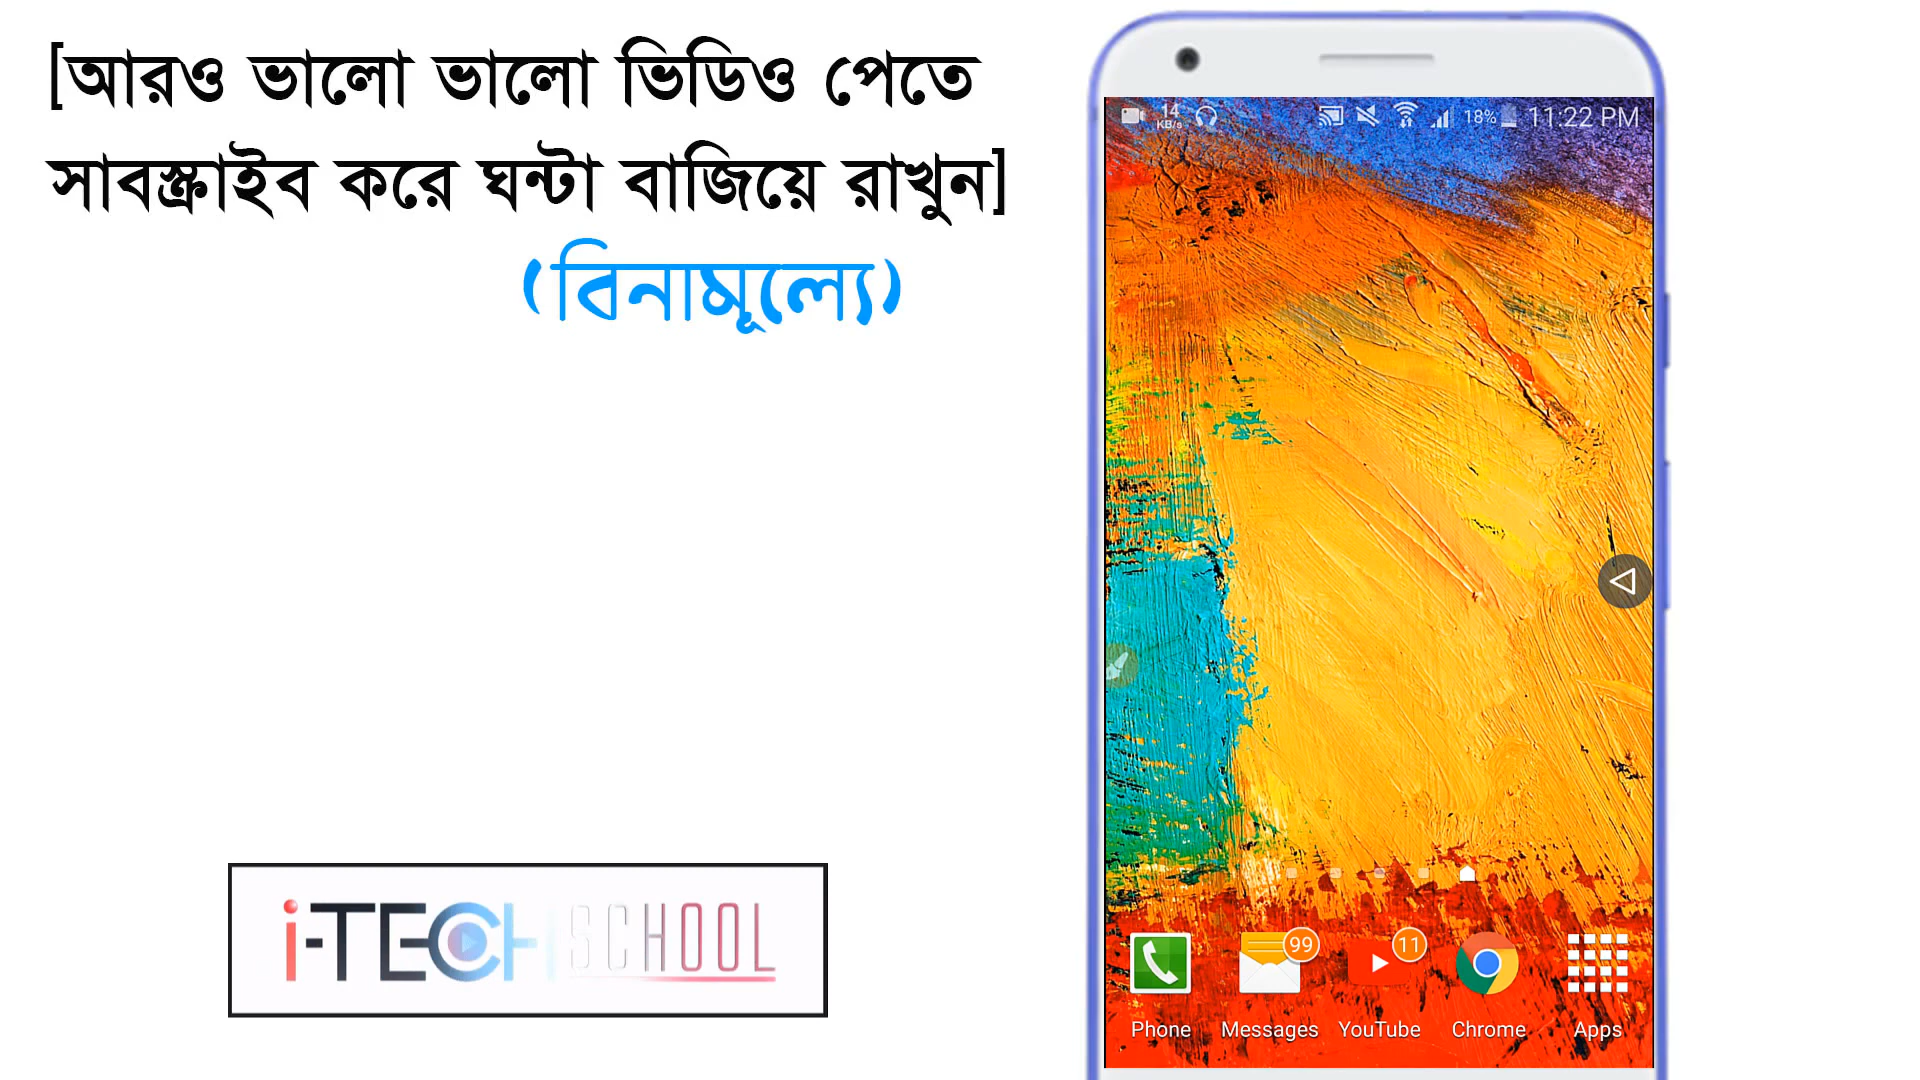 [আরও ভালো ভালো ভিডিও পেতে
সাবস্ক্রাইব করে ঘন্টা বাজিয়ে রাখুন]
(বিনামূল্যে)
i-TECH SCHOOL
14 KB/s 18% 11:22 PM
99 11
Phone Messages YouTube Chrome Apps